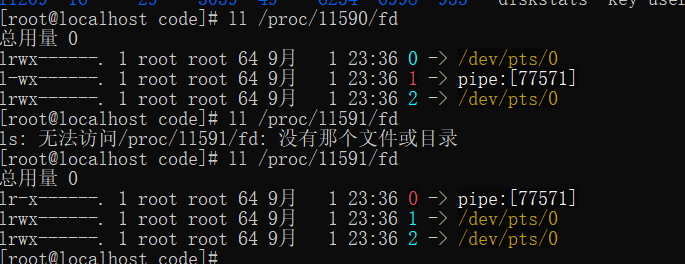 [root@localhost code]# ll /proc/11590/fd
总用量 0
lrwx------. 1 root root 64 9月   1 23:36 0 -> /dev/pts/0
l-wx------. 1 root root 64 9月   1 23:36 1 -> pipe:[77571]
lrwx------. 1 root root 64 9月   1 23:36 2 -> /dev/pts/0
[root@localhost code]# ll /proc/11591/fd
ls: 无法访问/proc/11591/fd: 没有那个文件或目录
[root@localhost code]# ll /proc/11591/fd
总用量 0
lr-x------. 1 root root 64 9月   1 23:36 0 -> pipe:[77571]
lrwx------. 1 root root 64 9月   1 23:36 1 -> /dev/pts/0
lrwx------. 1 root root 64 9月   1 23:36 2 -> /dev/pts/0
[root@localhost code]#